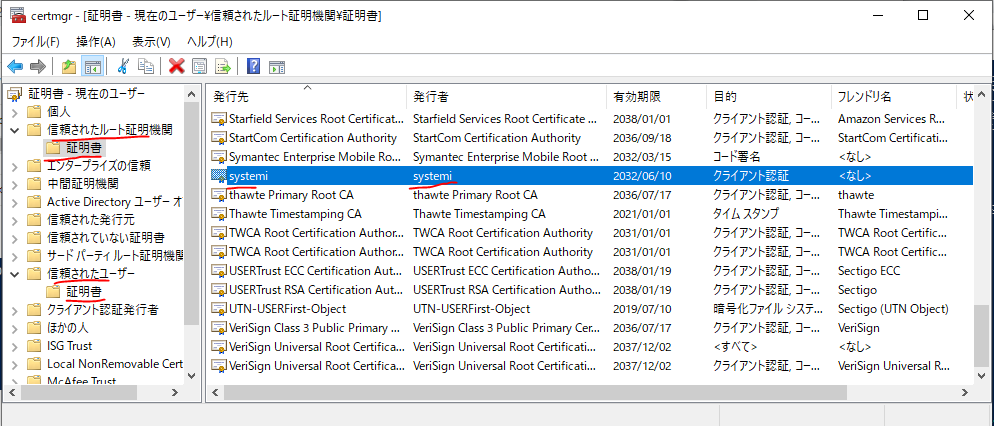 certmgr - [証明書 - 現在のユーザー¥信頼されたルート証明機関¥証明書]
ファイル(F) 操作(A) 表示(V) ヘルプ(H)
証明書 - 現在のユーザー
個人
信頼されたルート証明機関
証明書
エンタープライズの信頼
中間証明機関
Active Directory ユーザー オ
信頼された発行元
信頼されていない証明書
サード パーティ ルート証明機関
信頼されたユーザー
証明書
クライアント認証発行者
ほかの人
ISG Trust
Local NonRemovable Cert
McAfee Trust
発行先 発行者 有効期限 目的 フレンドリ名 状
Starfield Services Root Certificat... Starfield Services Root Certificate ... 2038/01/01 クライアント認証, コー... Amazon Services R...
StartCom Certification Authority StartCom Certification Authority 2036/09/18 クライアント認証, コー... StartCom Certificati...
Symantec Enterprise Mobile Ro... Symantec Enterprise Mobile Root ... 2032/03/15 コード署名 <なし>
systemi systemi 2032/06/10 クライアント認証 <なし>
thawte Primary Root CA thawte Primary Root CA 2036/07/17 クライアント認証, コー... thawte
Thawte Timestamping CA Thawte Timestamping CA 2021/01/01 タイム スタンプ Thawte Timestampi...
TWCA Root Certification Author... TWCA Root Certification Authority 2031/01/01 クライアント認証, コー... TWCA Root Certific...
TWCA Root Certification Author... TWCA Root Certification Authority 2031/01/01 クライアント認証, コー... TWCA Root Certific...
USERTrust ECC Certification Aut... USERTrust ECC Certification Auth... 2038/01/19 クライアント認証, コー... Sectigo ECC
USERTrust RSA Certification Aut... USERTrust RSA Certification Auth... 2038/01/19 クライアント認証, コー... Sectigo
UTN-USERFirst-Object UTN-USERFirst-Object 2019/07/10 暗号化ファイル システ... Sectigo (UTN Object)
VeriSign Class 3 Public Primary ... VeriSign Class 3 Public Primary Cer... 2036/07/17 クライアント認証, コー... VeriSign
VeriSign Universal Root Certifica... VeriSign Universal Root Certificati... 2037/12/02 <すべて> <なし>
VeriSign Universal Root Certifica... VeriSign Universal Root Certificati... 2037/12/02 クライアント認証, コー... VeriSign Universal R...